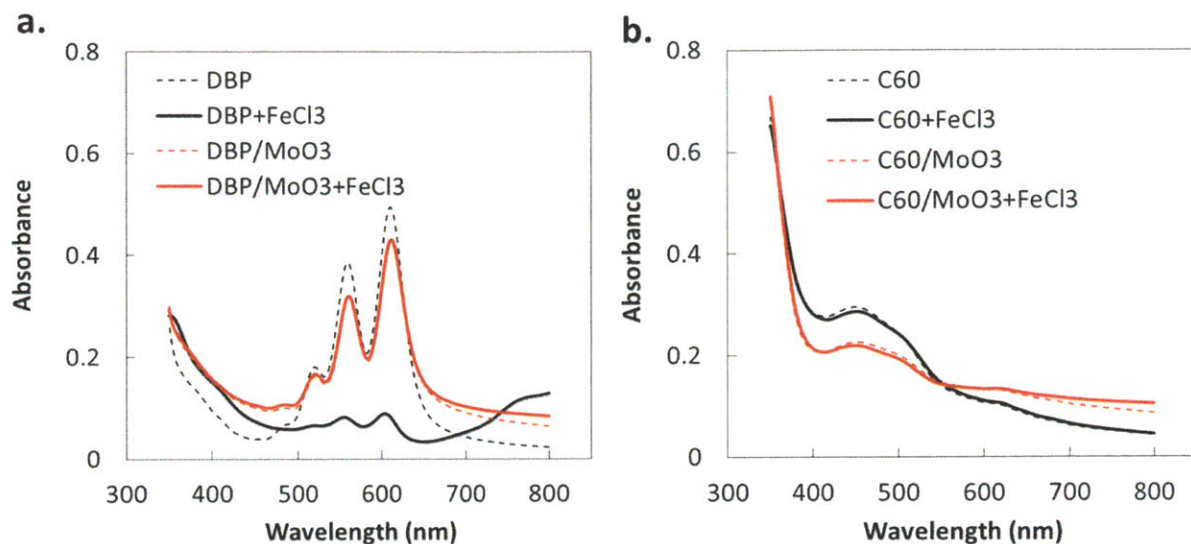 a.
0.8
0.6
0.4
0.2
0
Absorbance
DBP
DBP+FeCl3
DBP/MoO3
DBP/MoO3+FeCl3
300 400 500 600 700 800
Wavelength (nm)
b.
0.8
0.6
0.4
0.2
0
Absorbance
C60
C60+FeCl3
C60/MoO3
C60/MoO3+FeCl3
300 400 500 600 700 800
Wavelength (nm)